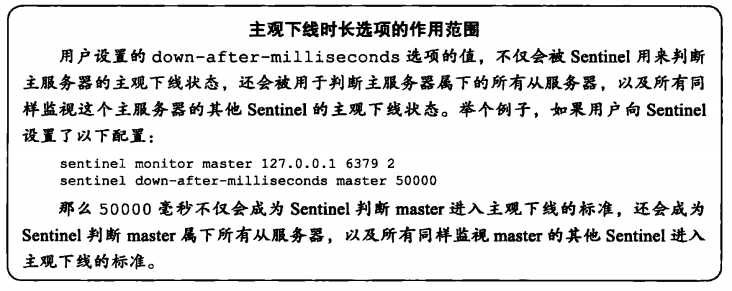 主观下线时长选项的作用范围
用户设置的 down-after-milliseconds 选项的值，不仅会被 Sentinel 用来判断
主服务器的主观下线状态，还会被用于判断主服务器属下的所有从服务器，以及所有同
样监视这个主服务器的其他 Sentinel 的主观下线状态。举个例子，如果用户向 Sentinel
设置了以下配置：
sentinel monitor master 127.0.0.1 6379 2
sentinel down-after-milliseconds master 50000
那么 50000 毫秒不仅会成为 Sentinel 判断 master 进入主观下线的标准，还会成为
Sentinel 判断 master 属下所有从服务器，以及所有同样监视 master 的其他 Sentinel 进入
主观下线的标准。